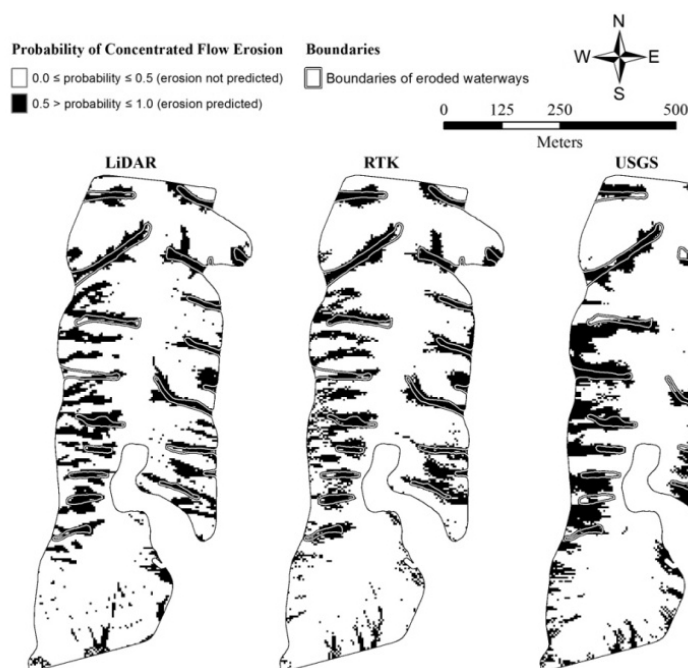 Probability of Concentrated Flow Erosion
0.0 ≤ probability ≤ 0.5 (erosion not predicted)
0.5 > probability ≤ 1.0 (erosion predicted)
Boundaries
Boundaries of eroded waterways
N
W E
S
0 125 250 500
Meters
LiDAR RTK USGS